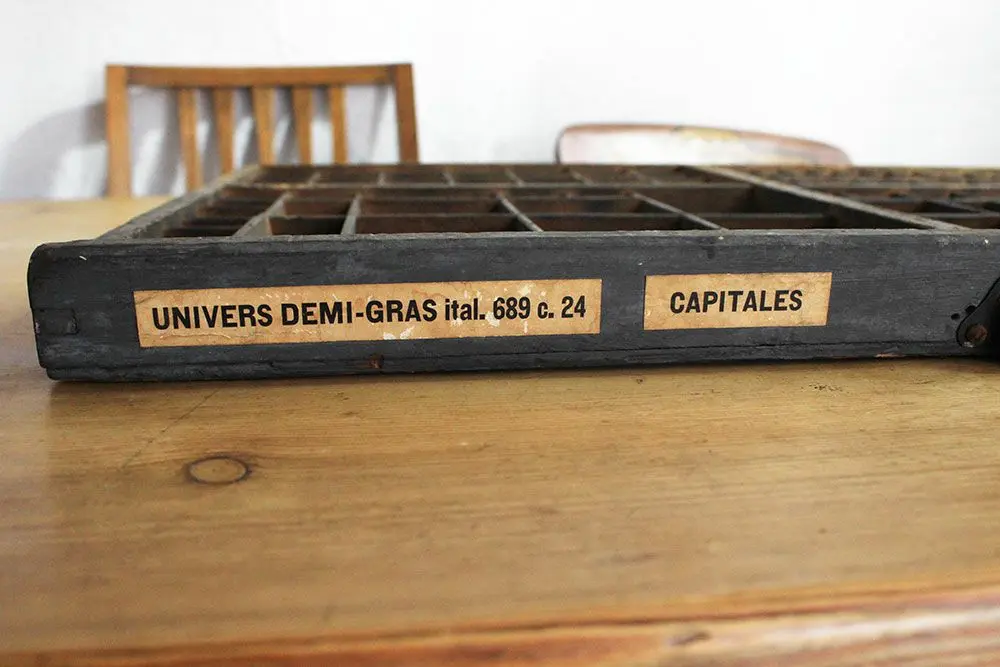 UNIVERS DEMI-GRAS ital. 689 c. 24
CAPITALES